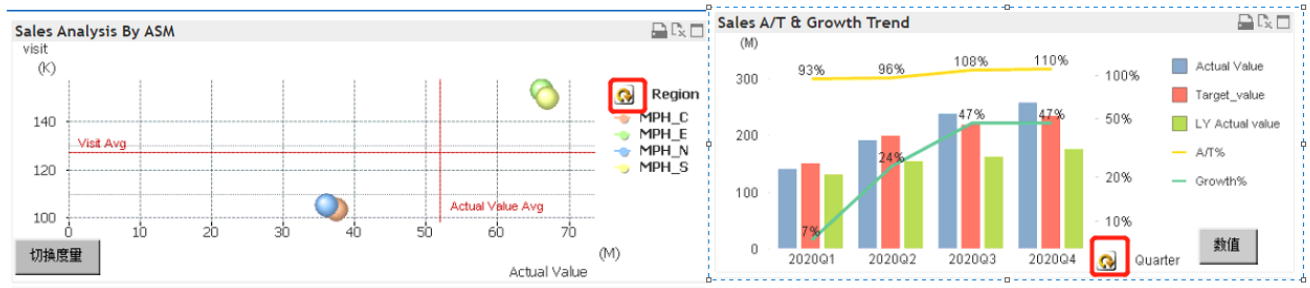 Sales Analysis By ASM
visit
(K)
140
120
100
Visit Avg
Actual Value Avg
0 10 20 30 40 50 60 70
(M)
Actual Value
切换度量
Region
MPH_C
MPH_E
MPH_N
MPH_S
Sales A/T & Growth Trend
(M)
300
200
100
0
93% 96% 108% 110%
7% 24% 47% 47%
100%
50%
20%
10%
2020Q1 2020Q2 2020Q3 2020Q4
Quarter
Actual Value
Target_value
LY Actual value
A/T%
Growth%
数值